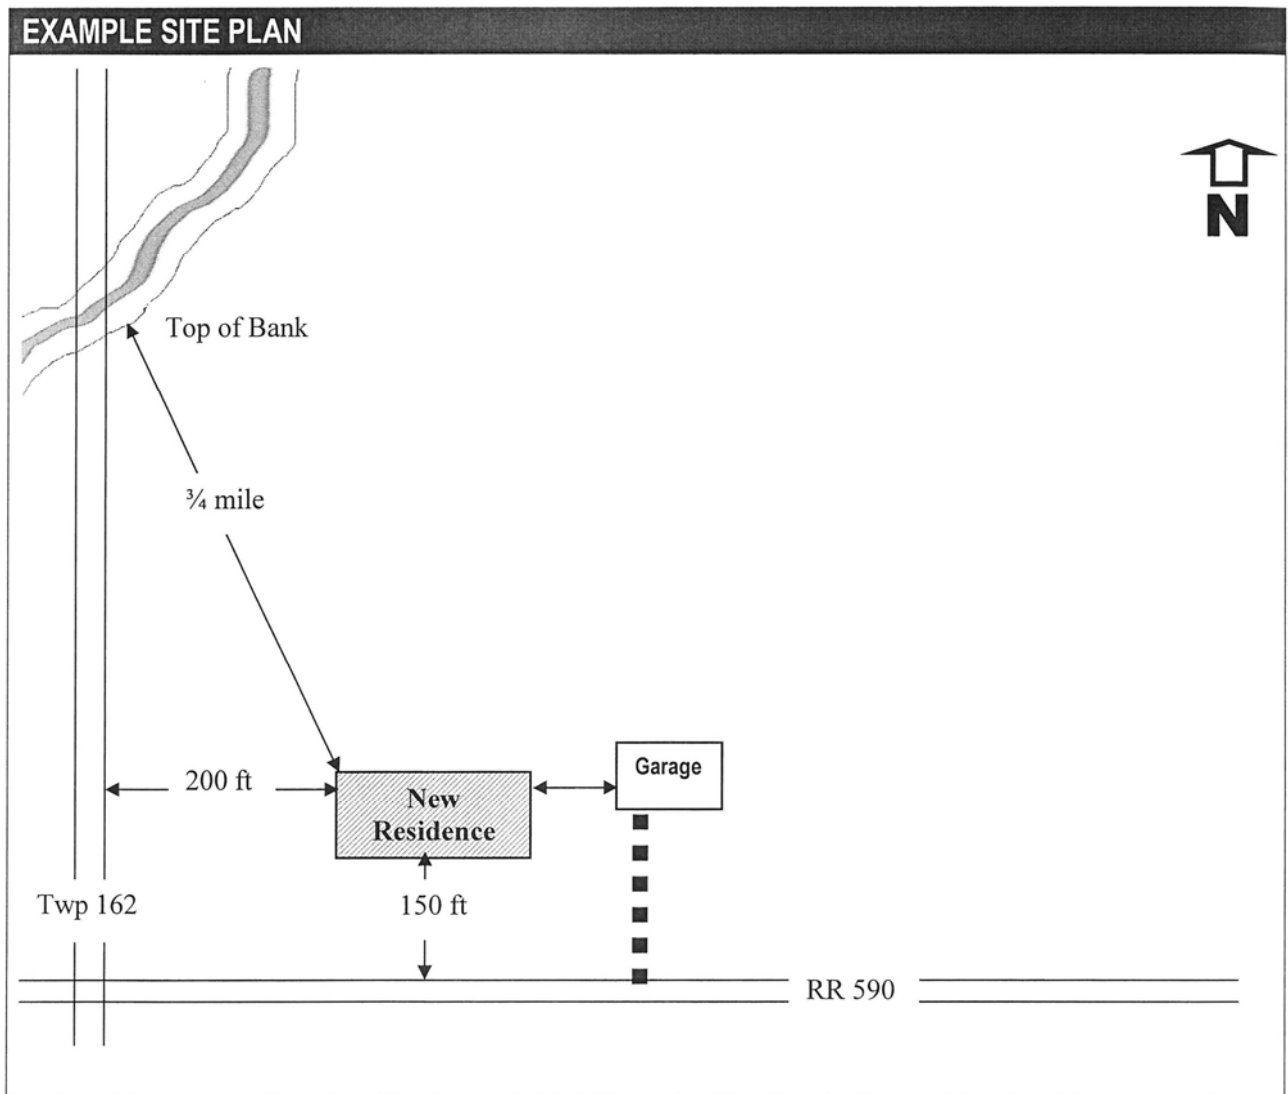 EXAMPLE SITE PLAN
N
Top of Bank
¾ mile
200 ft
New
Residence
Garage
Twp 162
150 ft
RR 590